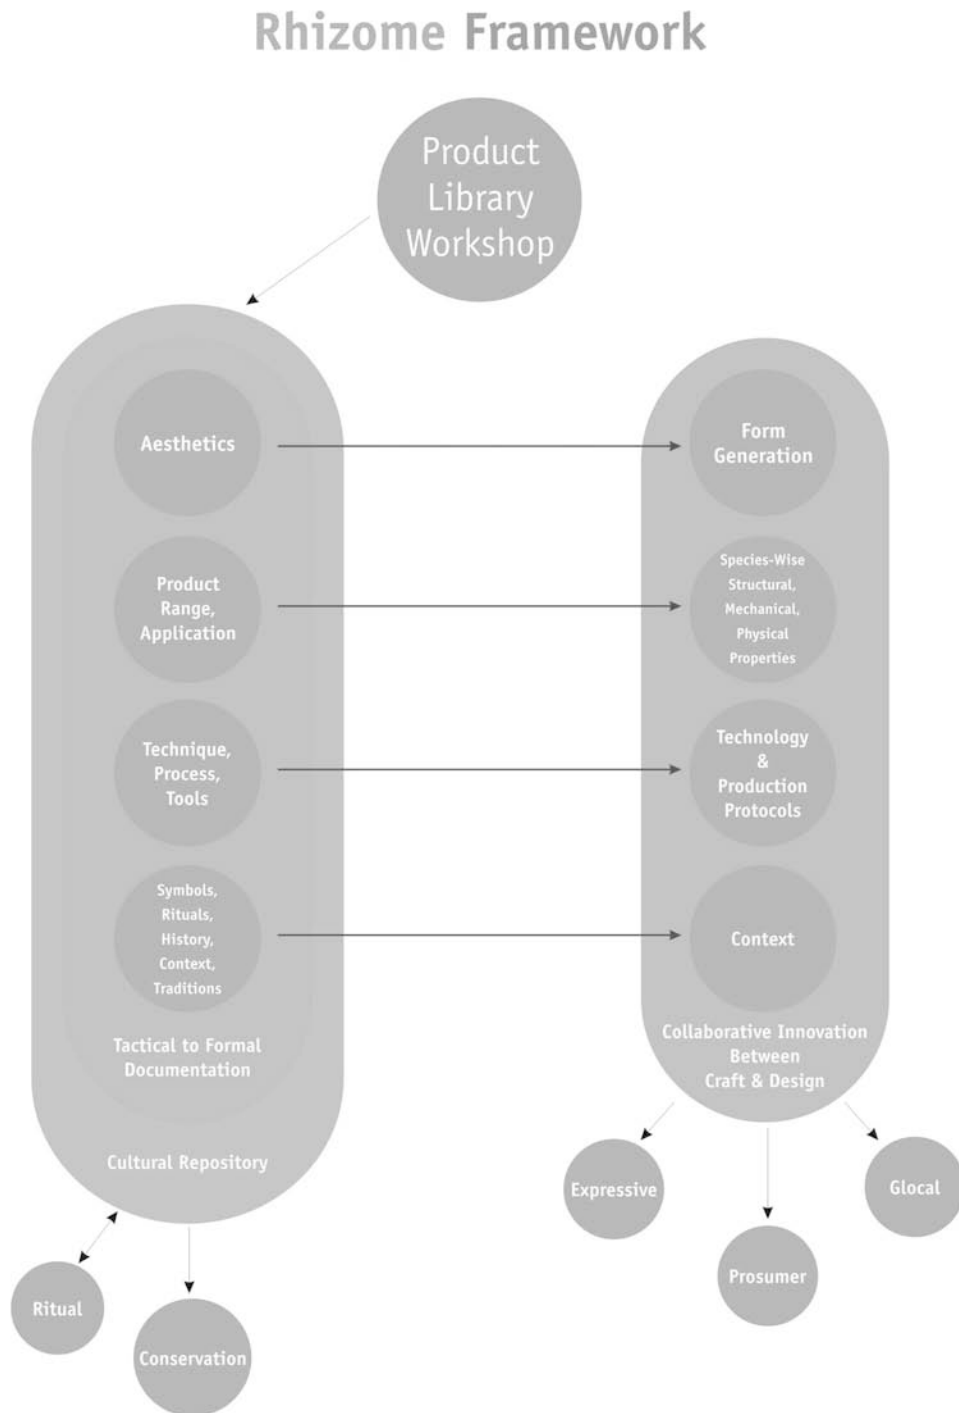 Rhizome Framework
Product
Library
Workshop
Aesthetics
Product
Range,
Application
Technique,
Process,
Tools
Symbols,
Rituals,
History,
Context,
Traditions
Tactical to Formal
Documentation
Cultural Repository
Ritual
Conservation
Form
Generation
Species-Wise
Structural,
Mechanical,
Physical
Properties
Technology
&
Production
Protocols
Context
Collaborative Innovation
Between
Craft & Design
Expressive
Prosumer
Glocal